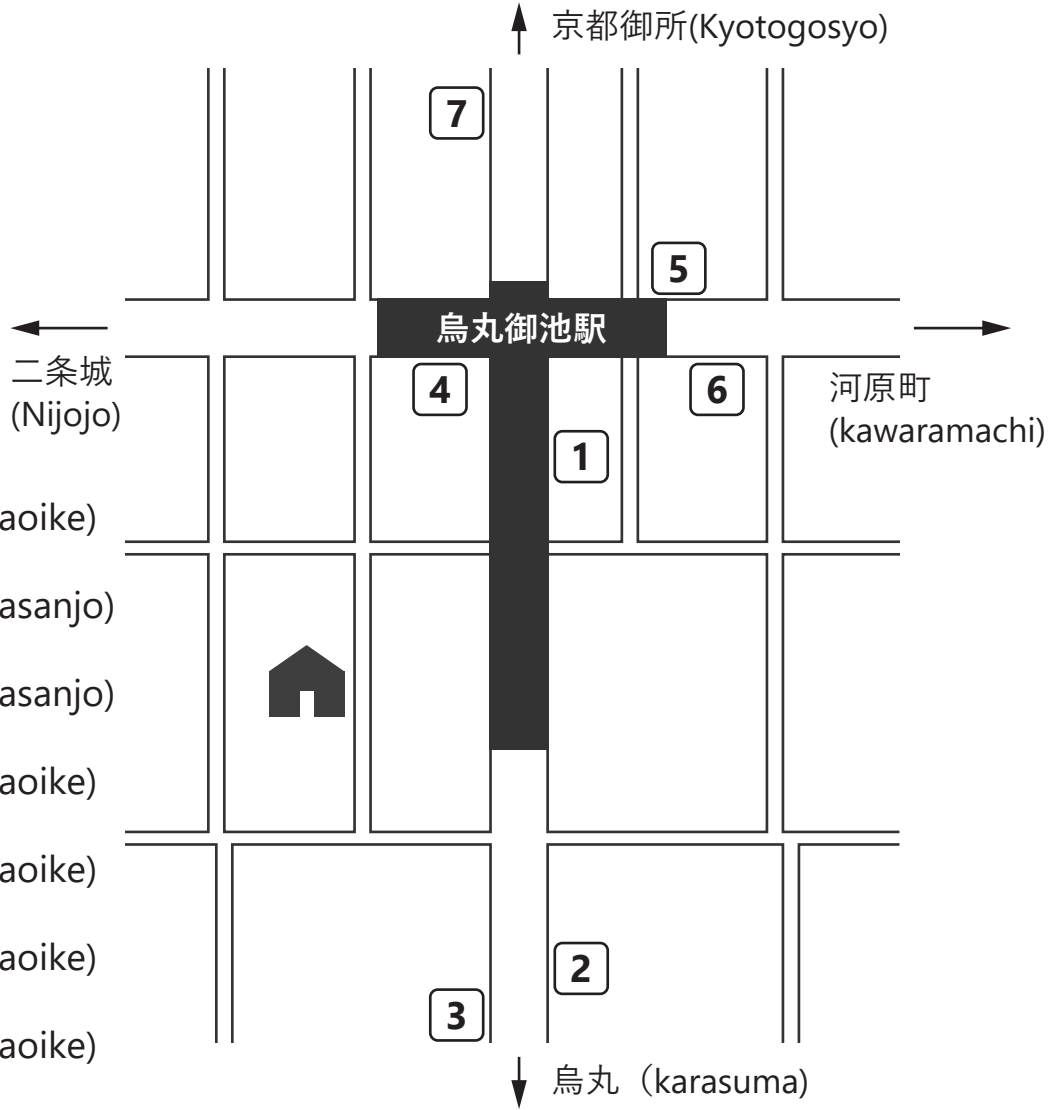 京都御所(Kyotogosyo)
7
5
烏丸御池駅
二条城
(Nijojo)
4
6
河原町
(kawaramachi)
1
aoike)
asanjo)
asanjo)
aoike)
aoike)
aoike)
aoike)
2
3
烏丸（karasuma)